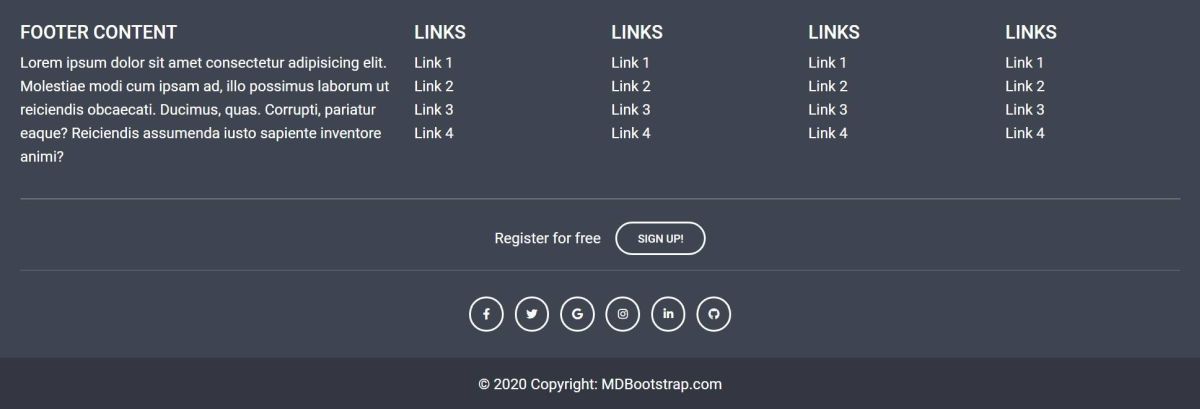 FOOTER CONTENT
Lorem ipsum dolor sit amet consectetur adipisicing elit.
Molestiae modi cum ipsam ad, illo possimus laborum ut
reiciendis obcaecati. Ducimus, quas. Corrupti, pariatur
eaque? Reiciendis assumenda iusto sapiente inventore
animi?
LINKS
Link 1
Link 2
Link 3
Link 4
LINKS
Link 1
Link 2
Link 3
Link 4
LINKS
Link 1
Link 2
Link 3
Link 4
LINKS
Link 1
Link 2
Link 3
Link 4
Register for free SIGN UP!
© 2020 Copyright: MDBootstrap.com